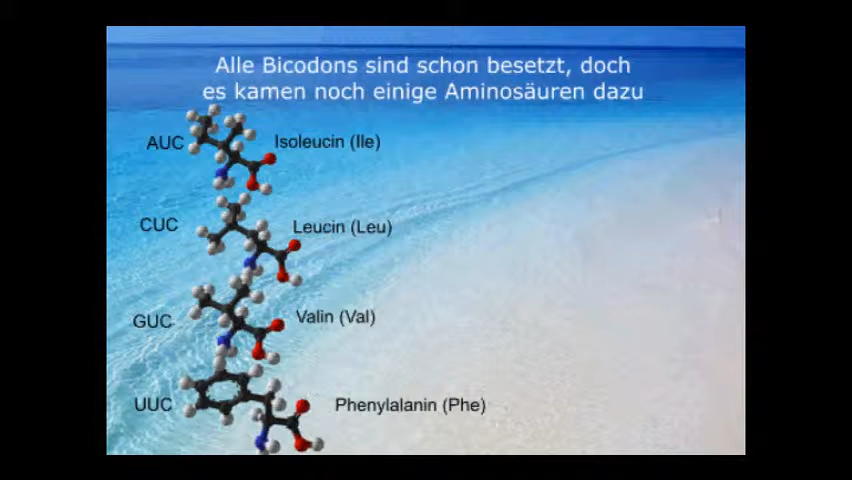 Alle Bicodons sind schon besetzt, doch
es kamen noch einige Aminosäuren dazu
AUC Isoleucin (Ile)
CUC Leucin (Leu)
GUC Valin (Val)
UUC Phenylalanin (Phe)